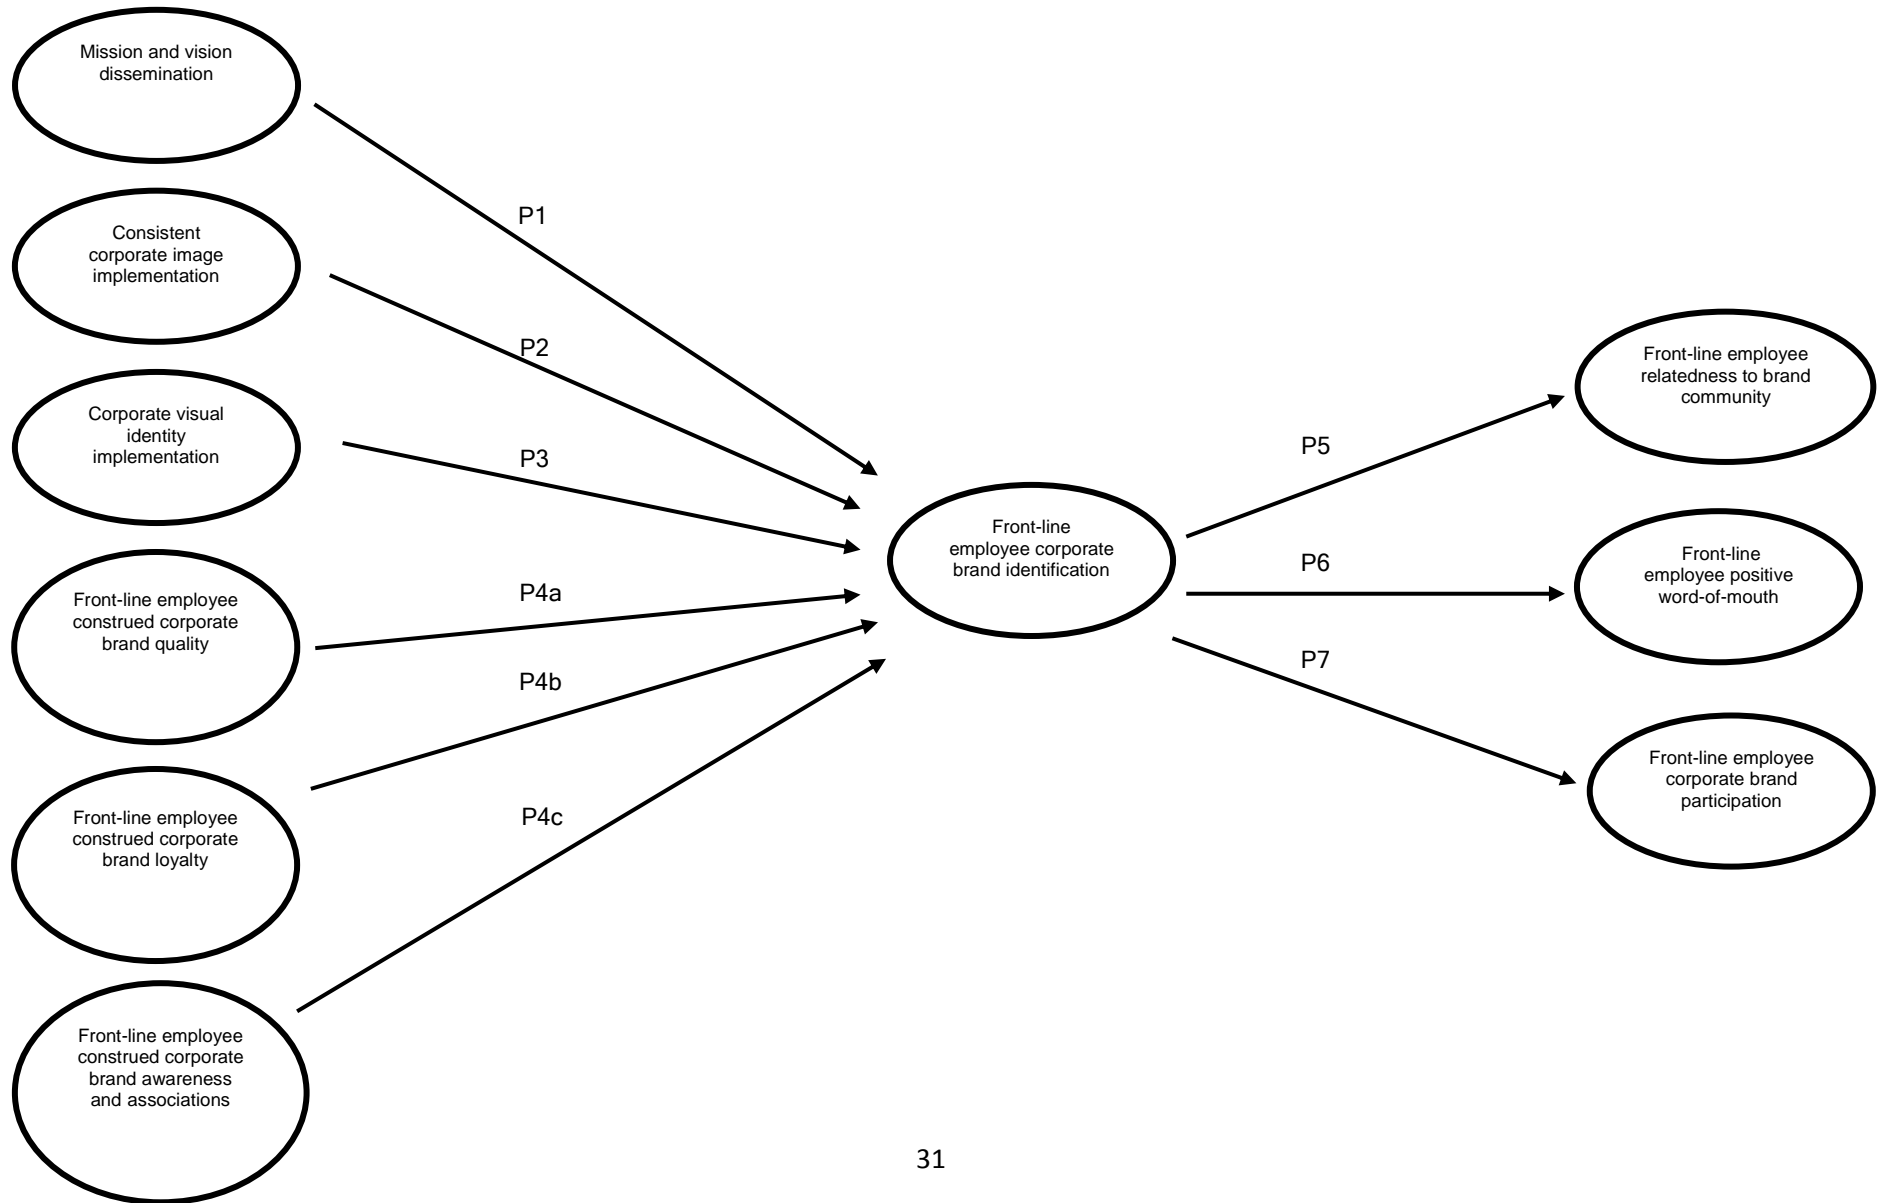 Mission and vision
dissemination
P1
Consistent
corporate image
implementation
P2
Corporate visual
identity
implementation
P3
Front-line employee
construed corporate
brand quality
P4a
Front-line employee
construed corporate
brand loyalty
P4b
Front-line employee
construed corporate
brand awareness
and associations
P4c
Front-line
employee corporate
brand identification
P5
Front-line employee
relatedness to brand
community
P6
Front-line
employee positive
word-of-mouth
P7
Front-line employee
corporate brand
participation
31